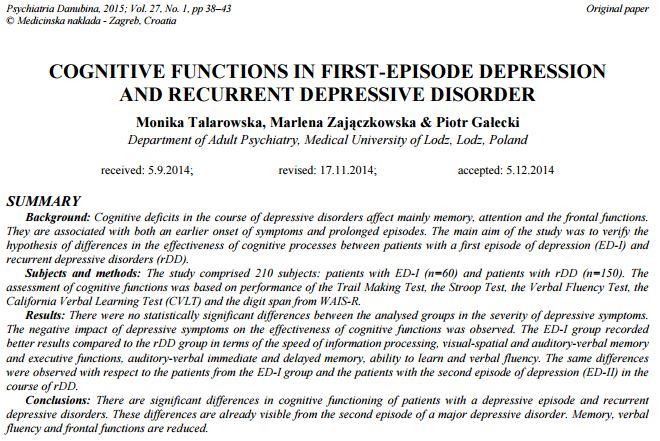 Psychiatria Danubina, 2015; Vol. 27, No. 1, pp 38–43
Original paper
© Medicinska naklada - Zagreb, Croatia
COGNITIVE FUNCTIONS IN FIRST-EPISODE DEPRESSION
AND RECURRENT DEPRESSIVE DISORDER
Monika Talarowska, Marlena Zajączkowska & Piotr Gałecki
Department of Adult Psychiatry, Medical University of Lodz, Lodz, Poland
received: 5.9.2014; revised: 17.11.2014; accepted: 5.12.2014
SUMMARY
Background: Cognitive deficits in the course of depressive disorders affect mainly memory, attention and the frontal functions.
They are associated with both an earlier onset of symptoms and prolonged episodes. The main aim of the study was to verify the
hypothesis of differences in the effectiveness of cognitive processes between patients with a first episode of depression (ED-I) and
recurrent depressive disorders (rDD).
Subjects and methods: The study comprised 210 subjects: patients with ED-I (n=60) and patients with rDD (n=150). The
assessment of cognitive functions was based on performance of the Trail Making Test, the Stroop Test, the Verbal Fluency Test, the
California Verbal Learning Test (CVLT) and the digit span from WAIS-R.
Results: There were no statistically significant differences between the analysed groups in the severity of depressive symptoms.
The negative impact of depressive symptoms on the effectiveness of cognitive functions was observed. The ED-I group recorded
better results compared to the rDD group in terms of the speed of information processing, visual-spatial and auditory-verbal memory
and executive functions, auditory-verbal immediate and delayed memory, ability to learn and verbal fluency. The same differences
were observed with respect to the patients from the ED-I group and the patients with the second episode of depression (ED-II) in the
course of rDD.
Conclusions: There are significant differences in cognitive functioning of patients with a depressive episode and recurrent
depressive disorders. These differences are already visible from the second episode of a major depressive disorder. Memory, verbal
fluency and frontal functions are reduced.